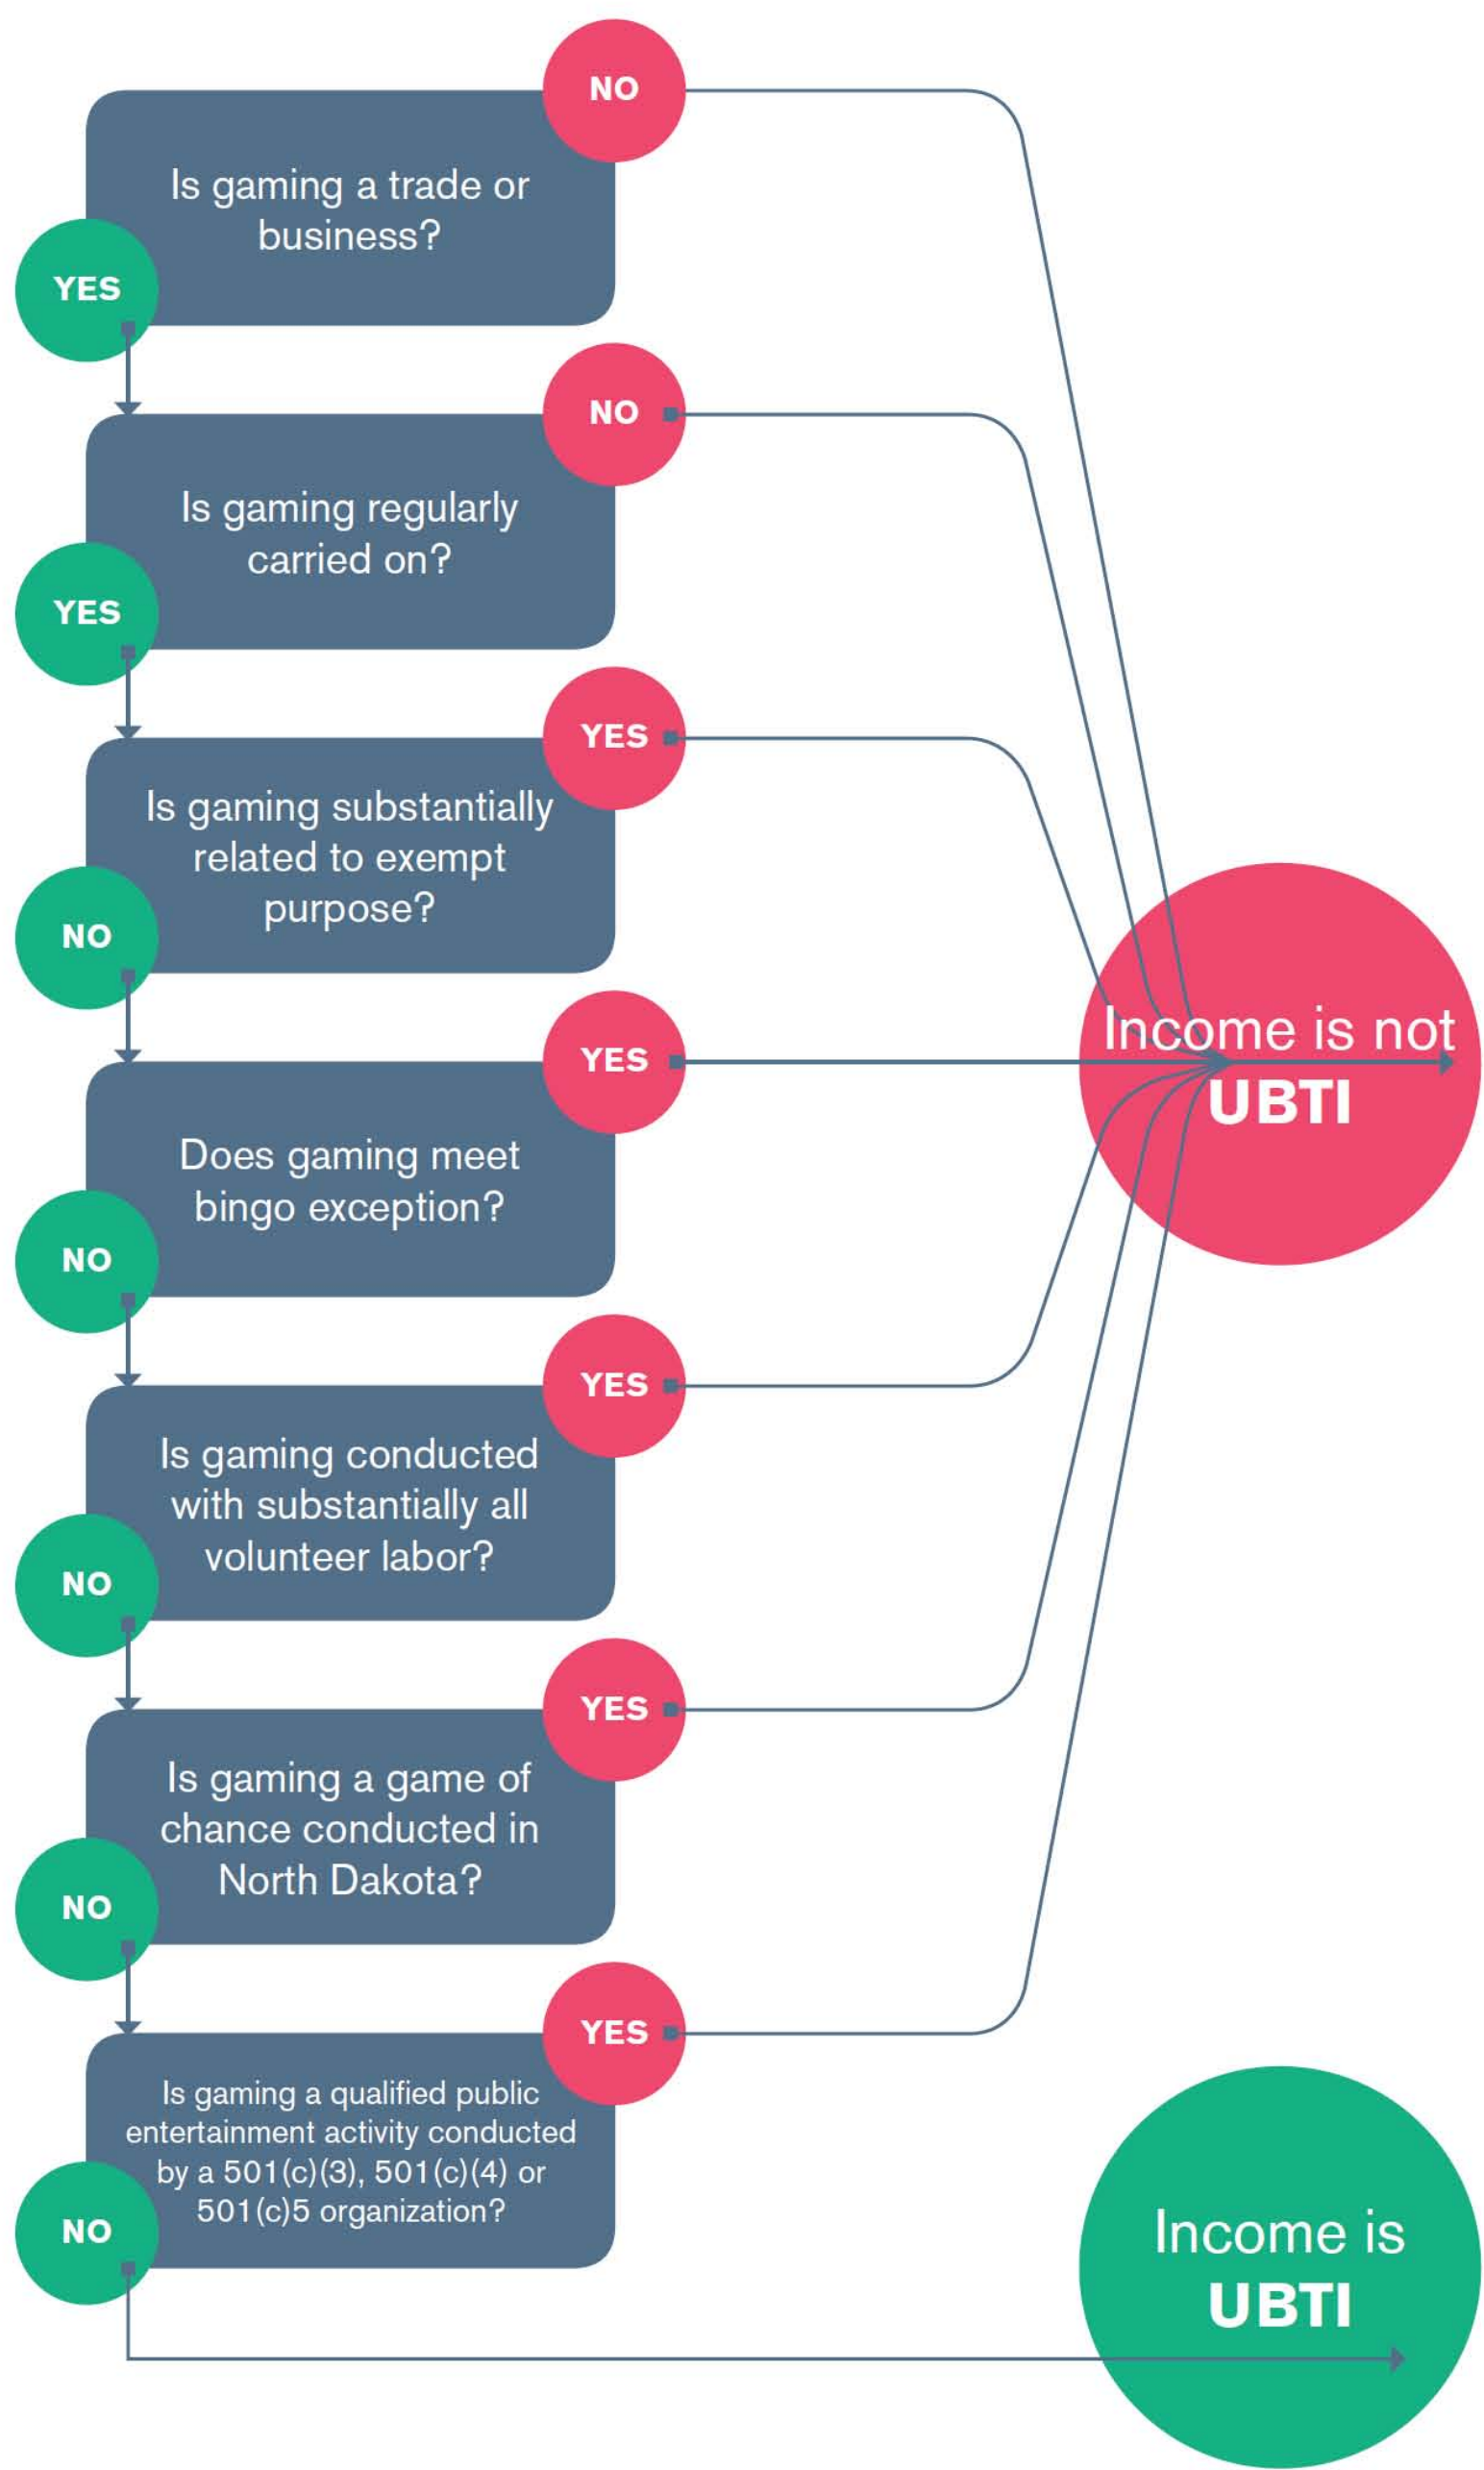 NO
Is gaming a trade or
business?
YES
NO
Is gaming regularly
carried on?
YES
YES
Is gaming substantially
related to exempt
purpose?
NO
YES
Does gaming meet
bingo exception?
NO
YES
Is gaming conducted
with substantially all
volunteer labor?
NO
YES
Is gaming a game of
chance conducted in
North Dakota?
NO
YES
Is gaming a qualified public
entertainment activity conducted
by a 501(c)(3), 501(c)(4) or
501(c)5 organization?
NO
Income is not
UBTI
Income is
UBTI